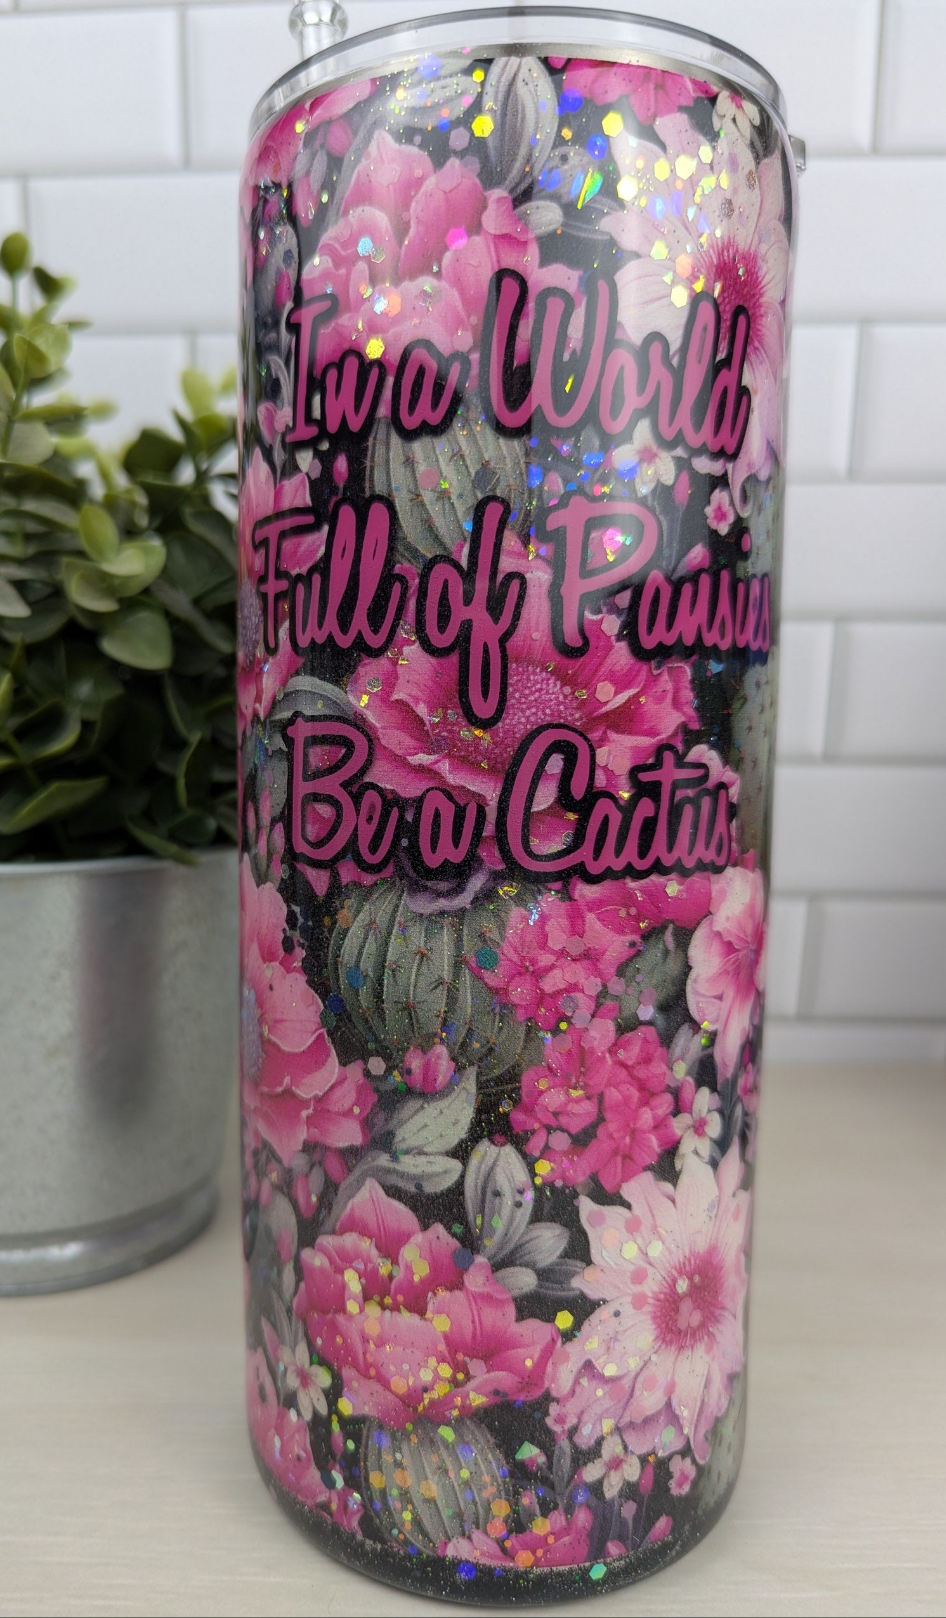 In a World
Full of Pansies
Be a Cactus